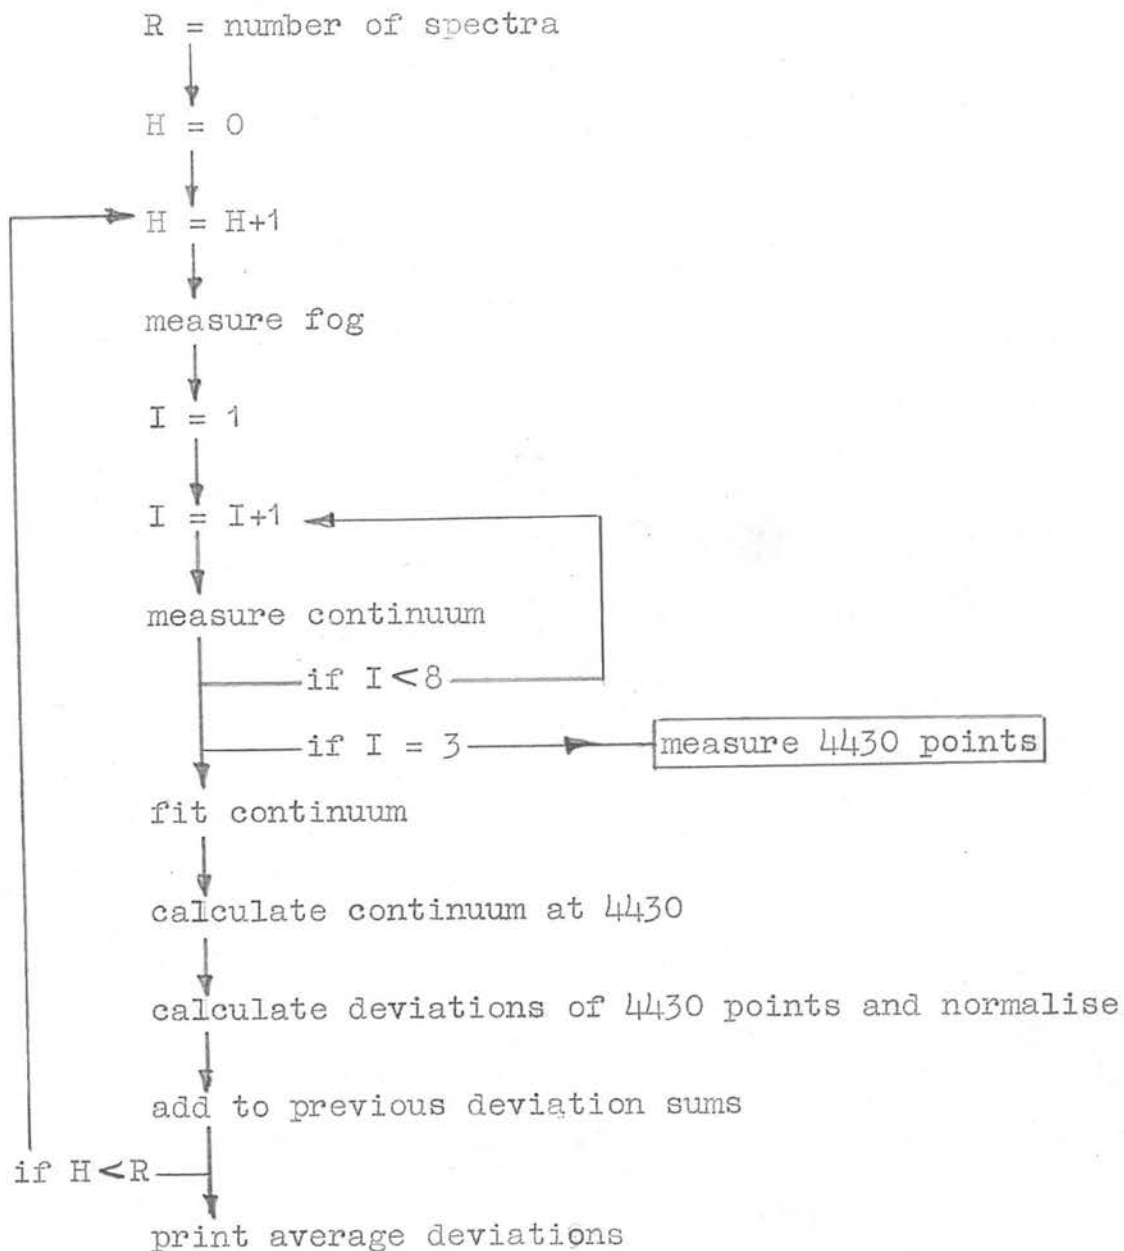 R = number of spectra
H = 0
H = H+1
measure fog
I = 1
I = I+1
measure continuum
if I<8
if I = 3 measure 4430 points
fit continuum
calculate continuum at 4430
calculate deviations of 4430 points and normalise
add to previous deviation sums
if H<R
print average deviations